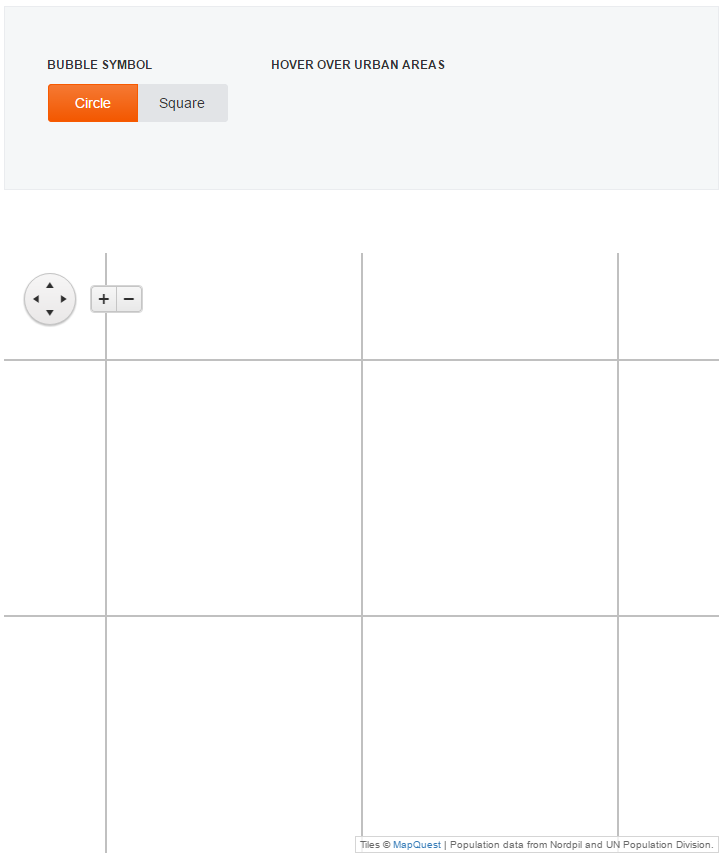 BUBBLE SYMBOL
HOVER OVER URBAN AREAS
Circle
Square
+ −
Tiles © MapQuest | Population data from Nordpil and UN Population Division.